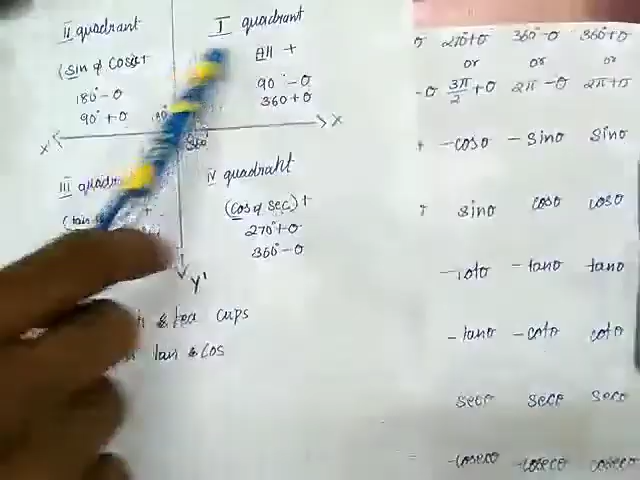 II quadrant
(sin & cosec)+
180°-θ
90°+θ
I quadrant
All +
90°-θ
360+θ
X' X
360°
III quadrant
IV quadraht
(cos & sec)+
270°+θ
360°-θ
Y'
& tea cups
Tan & Cos
θ 270+θ 360°-θ 360+θ
or or or
-θ 3π/2+θ 2π-θ 2π+θ
-cosθ -sinθ sinθ
sinθ cosθ cosθ
-cotθ -tanθ tanθ
-tanθ -cotθ cotθ
secθ secθ secθ
-cosecθ -cosecθ cosecθ